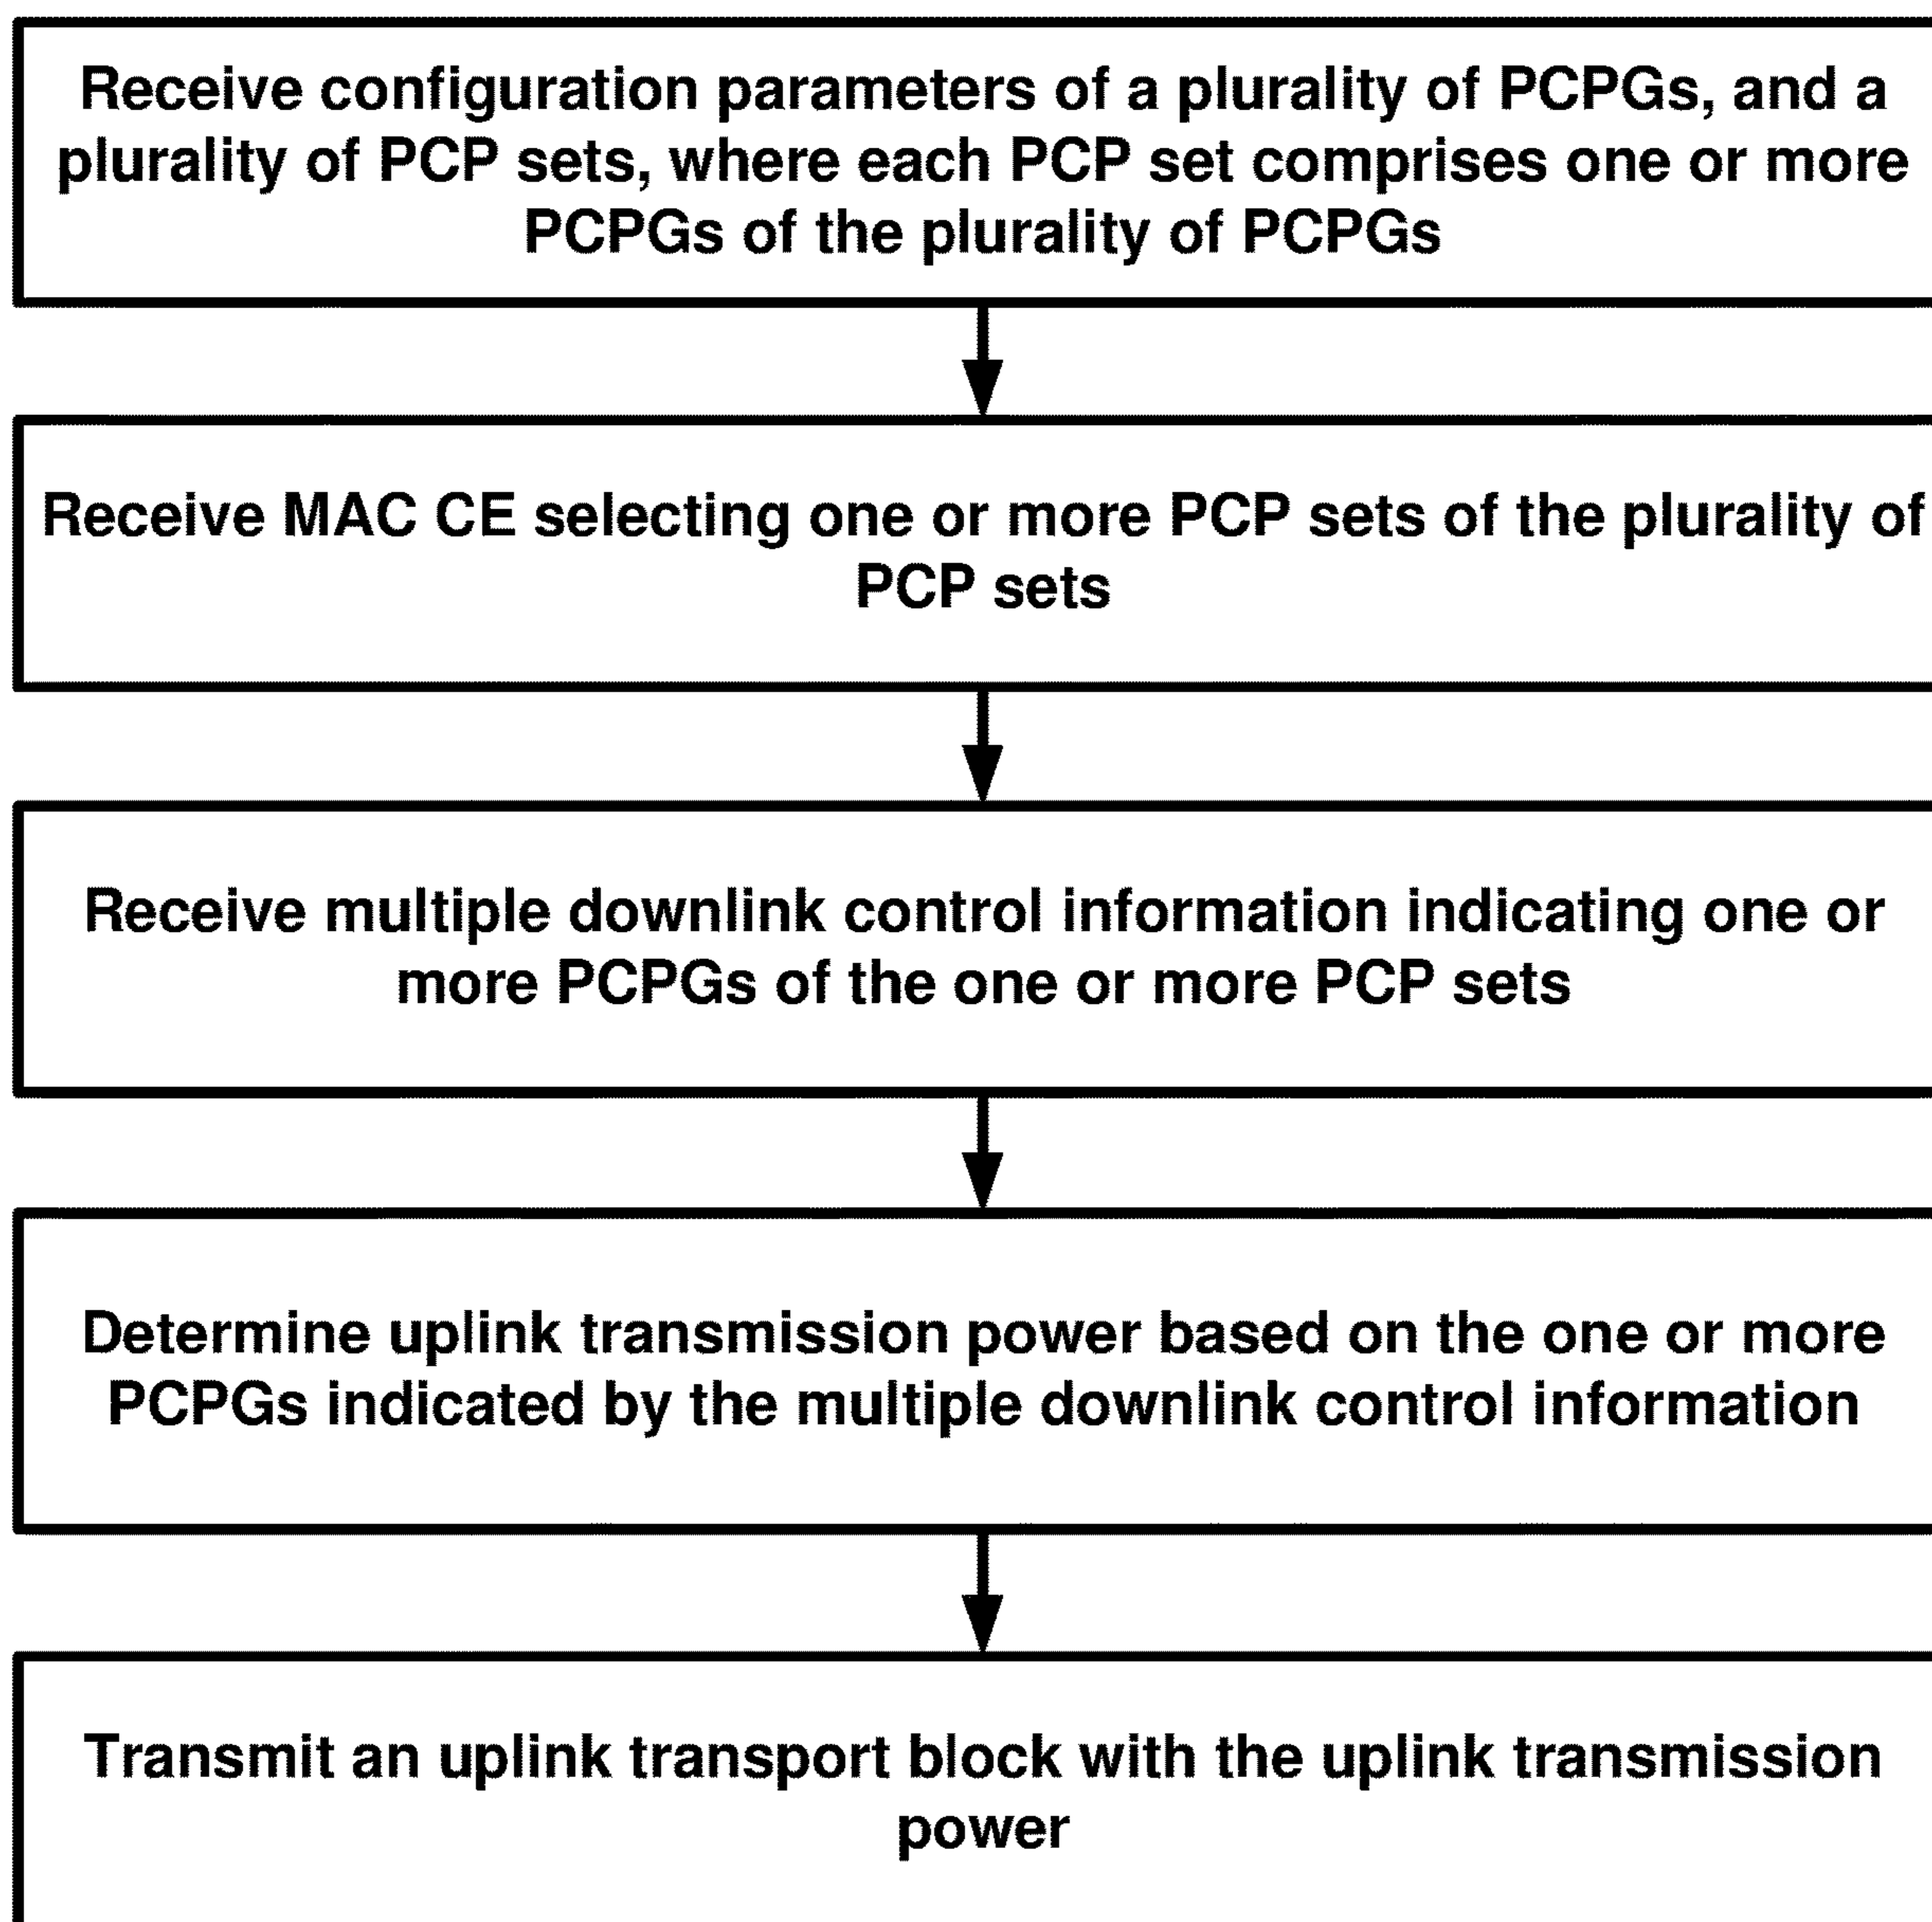 Receive configuration parameters of a plurality of PCPGs, and a
plurality of PCP sets, where each PCP set comprises one or more
PCPGs of the plurality of PCPGs
Receive MAC CE selecting one or more PCP sets of the plurality of
PCP sets
Receive multiple downlink control information indicating one or
more PCPGs of the one or more PCP sets
Determine uplink transmission power based on the one or more
PCPGs indicated by the multiple downlink control information
Transmit an uplink transport block with the uplink transmission
power